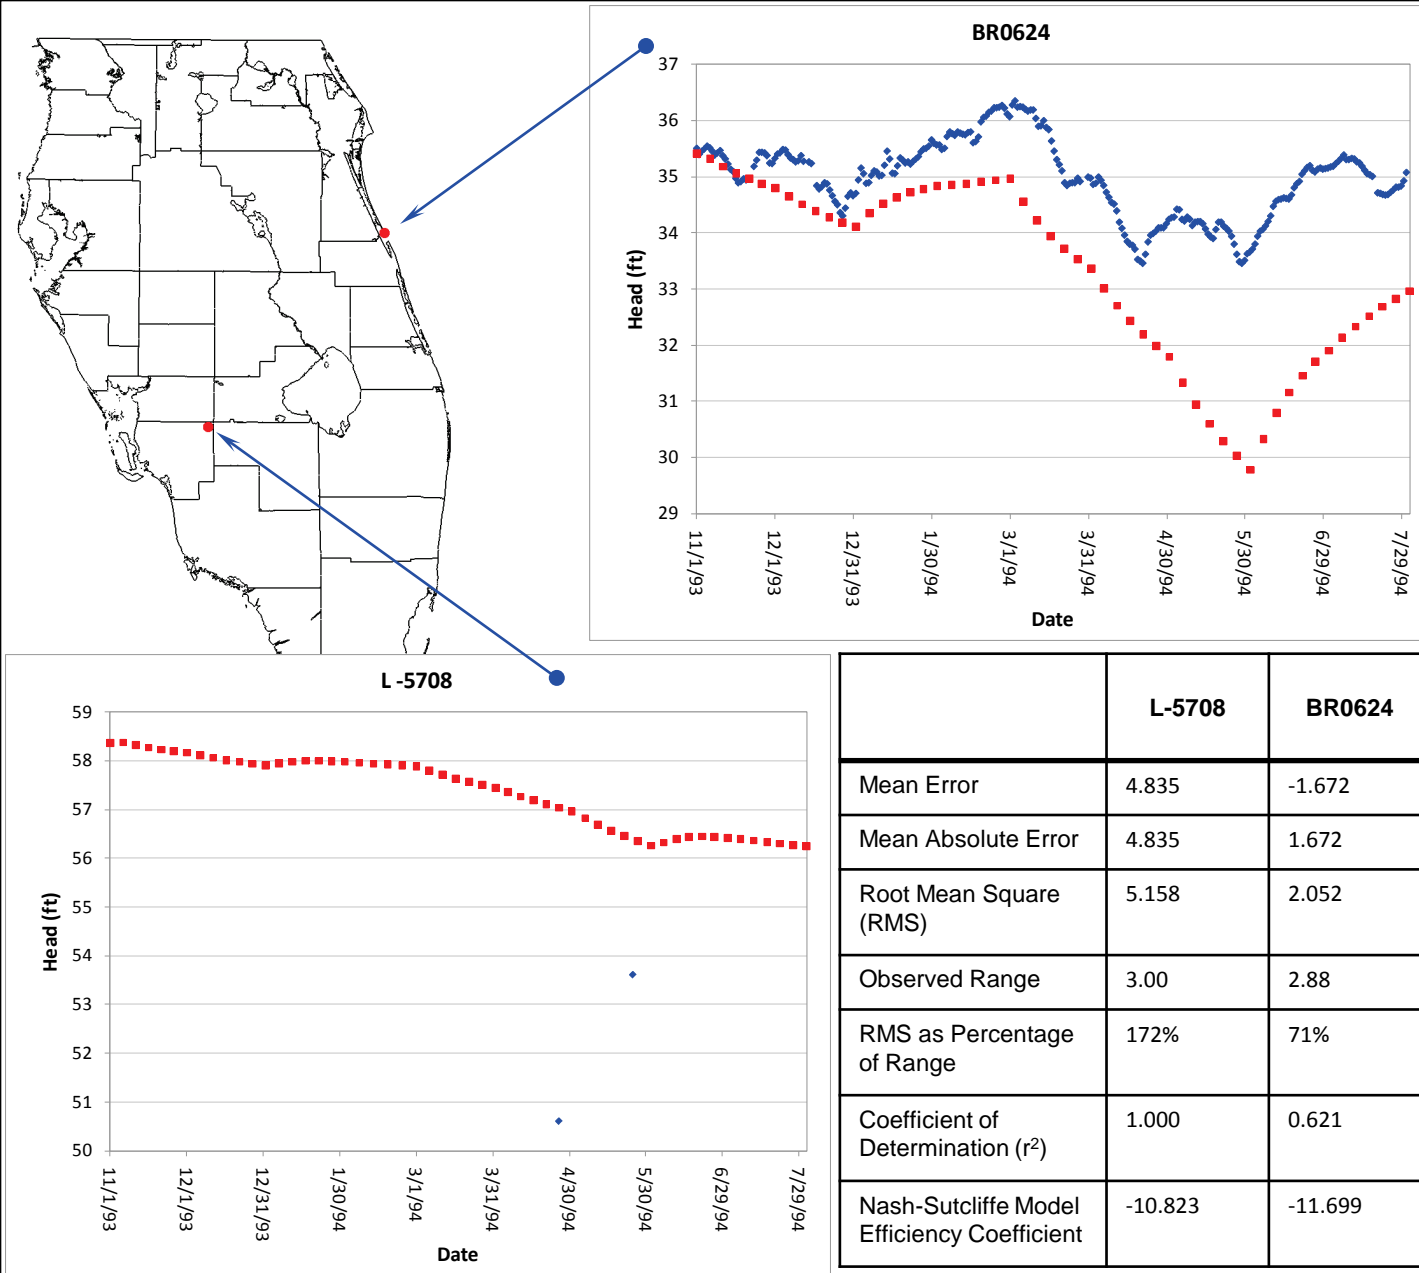 BR0624
37
36
35
34
33
32
31
30
29
Head (ft)
11/1/93
12/1/93
12/31/93
1/30/94
3/1/94
3/31/94
4/30/94
5/30/94
6/29/94
7/29/94
Date
L -5708
59
58
57
56
55
54
53
52
51
50
Head (ft)
11/1/93
12/1/93
12/31/93
1/30/94
3/1/94
3/31/94
4/30/94
5/30/94
6/29/94
7/29/94
Date
L-5708 BR0624
Mean Error 4.835 -1.672
Mean Absolute Error 4.835 1.672
Root Mean Square 5.158 2.052
(RMS)
Observed Range 3.00 2.88
RMS as Percentage 172% 71%
of Range
Coefficient of 1.000 0.621
Determination (r²)
Nash-Sutcliffe Model -10.823 -11.699
Efficiency Coefficient